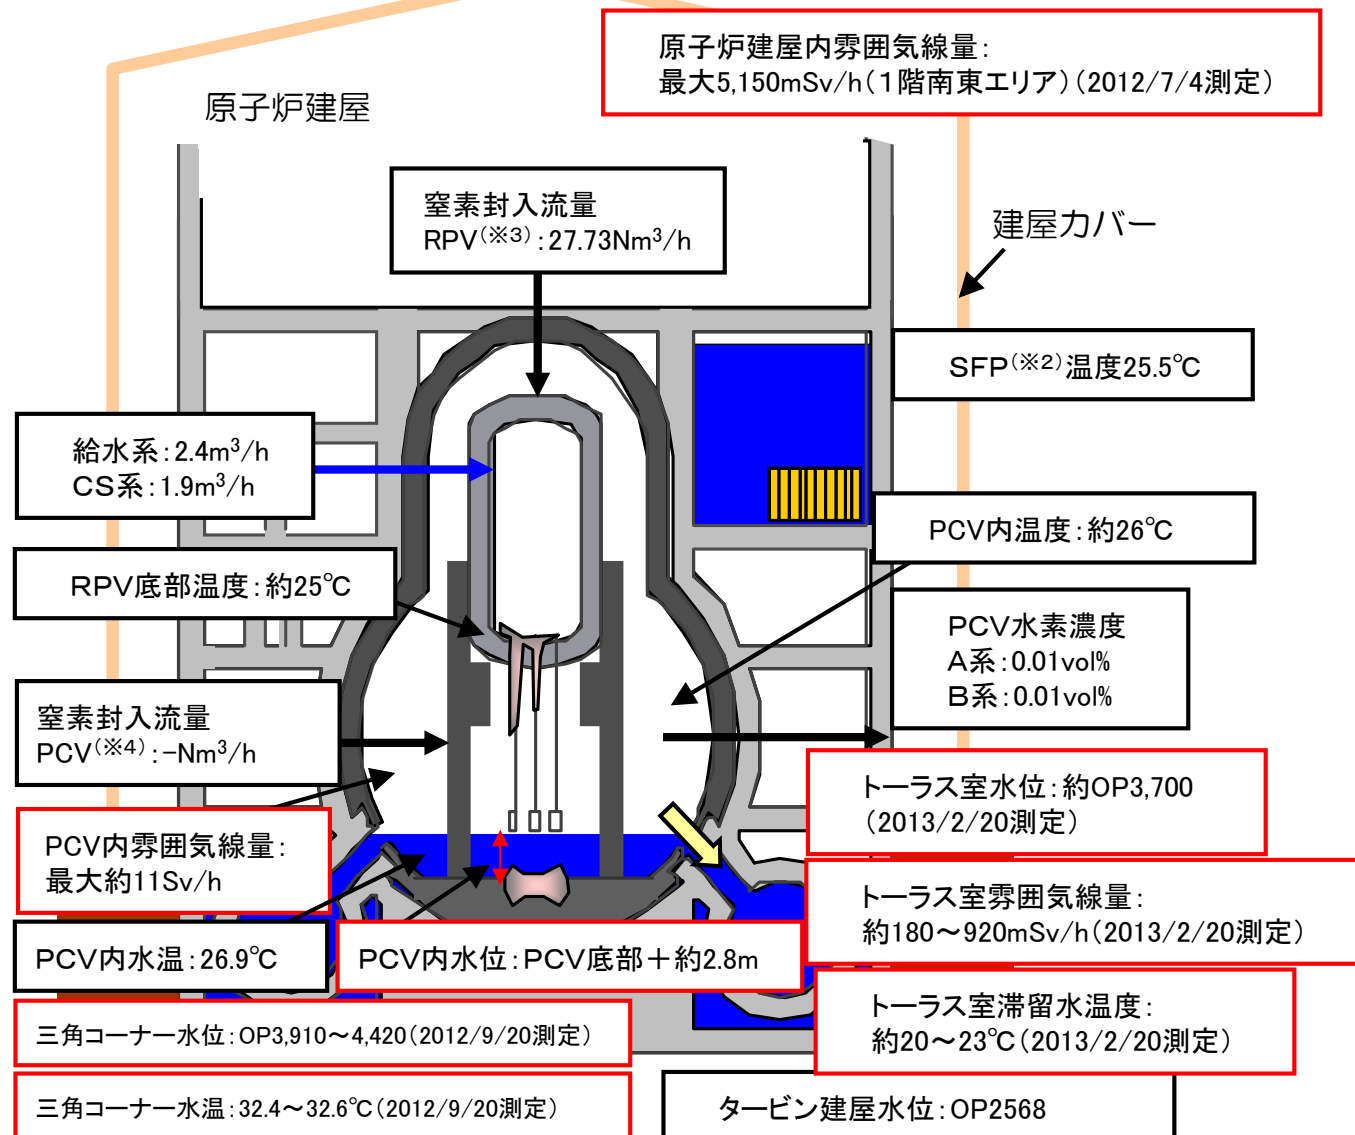 原子炉建屋内雰囲気線量：
最大5,150mSv/h（１階南東エリア）（2012/7/4測定）
原子炉建屋
窒素封入流量
RPV（※3）：27.73Nm3/h
建屋カバー
SFP（※2）温度25.5℃
給水系：2.4m3/h
CS系：1.9m3/h
PCV内温度：約26℃
RPV底部温度：約25℃
PCV水素濃度
A系：0.01vol%
B系：0.01vol%
窒素封入流量
PCV（※4）：-Nm3/h
トーラス室水位：約OP3,700
（2013/2/20測定）
PCV内雰囲気線量：
最大約11Sv/h
トーラス室雰囲気線量：
約180～920mSv/h（2013/2/20測定）
PCV内水温：26.9℃
PCV内水位：PCV底部＋約2.8m
トーラス室滞留水温度：
約20～23℃（2013/2/20測定）
三角コーナー水位：OP3,910～4,420（2012/9/20測定）
三角コーナー水温：32.4～32.6℃（2012/9/20測定）
タービン建屋水位：OP2568